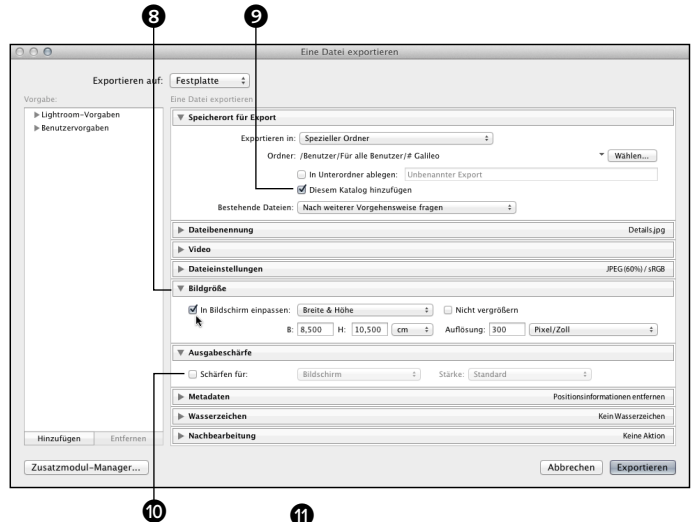 8 9
Eine Datei exportieren
Exportieren auf: Festplatte
Vorgabe: Eine Datei exportieren
Lightroom-Vorgaben
Benutzervorgaben
Speicherort für Export
Exportieren in: Spezieller Ordner
Ordner: /Benutzer/Für alle Benutzer/# Galileo Wählen...
In Unterordner ablegen: Unbenannter Export
Diesem Katalog hinzufügen
Bestehende Dateien: Nach weiterer Vorgehensweise fragen
Dateibenennung Details.jpg
Video
Dateieinstellungen JPEG (60%) / sRGB
Bildgröße
In Bildschirm einpassen: Breite & Höhe Nicht vergrößern
B: 8,500 H: 10,500 cm Auflösung: 300 Pixel/Zoll
Ausgabeschärfe
Schärfen für: Bildschirm Stärke: Standard
Metadaten Positionsinformationen entfernen
Wasserzeichen Kein Wasserzeichen
Nachbearbeitung Keine Aktion
Hinzufügen Entfernen
Zusatzmodul-Manager... Abbrechen Exportieren
10 11